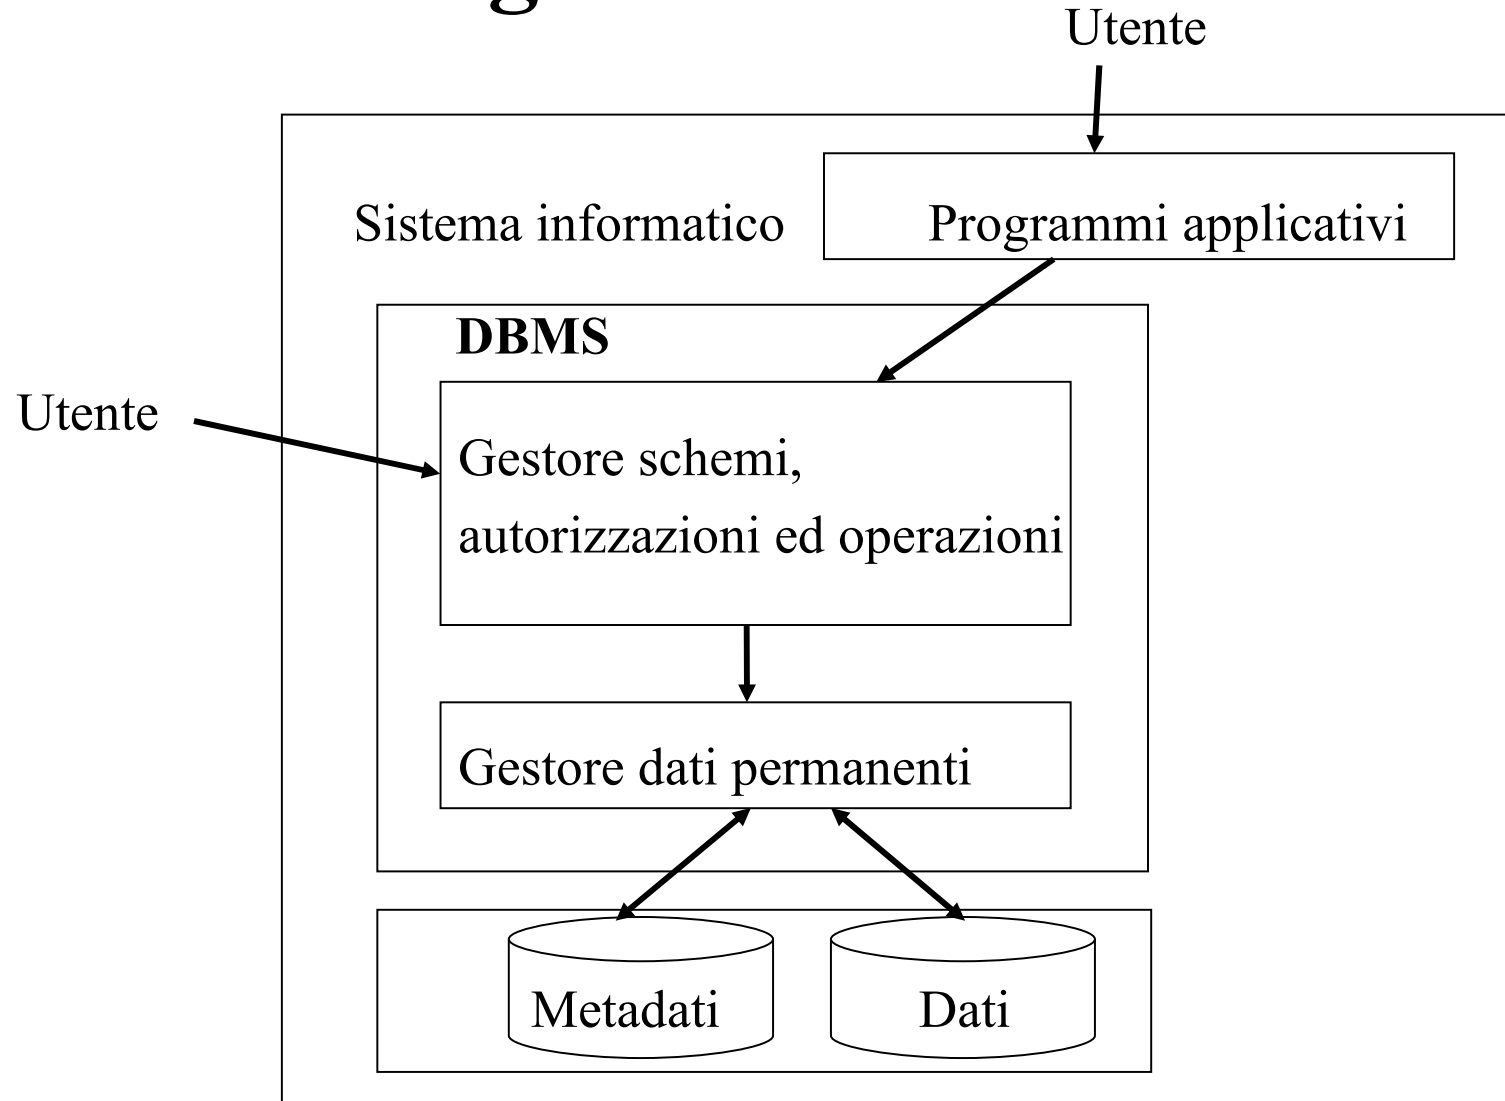 Utente
Sistema informatico
Programmi applicativi
DBMS
Utente
Gestore schemi,
autorizzazioni ed operazioni
Gestore dati permanenti
Metadati
Dati